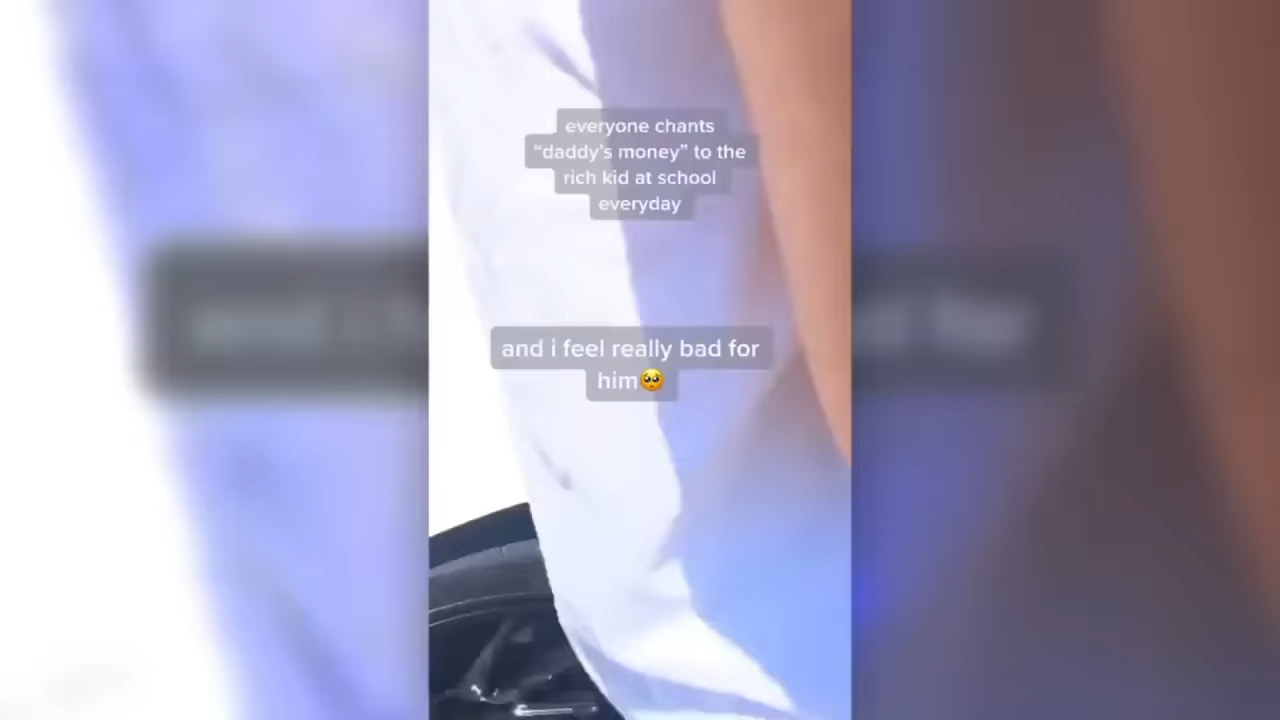 everyone chants
“daddy’s money” to the
rich kid at school
everyday
and i feel really bad for
him🥺